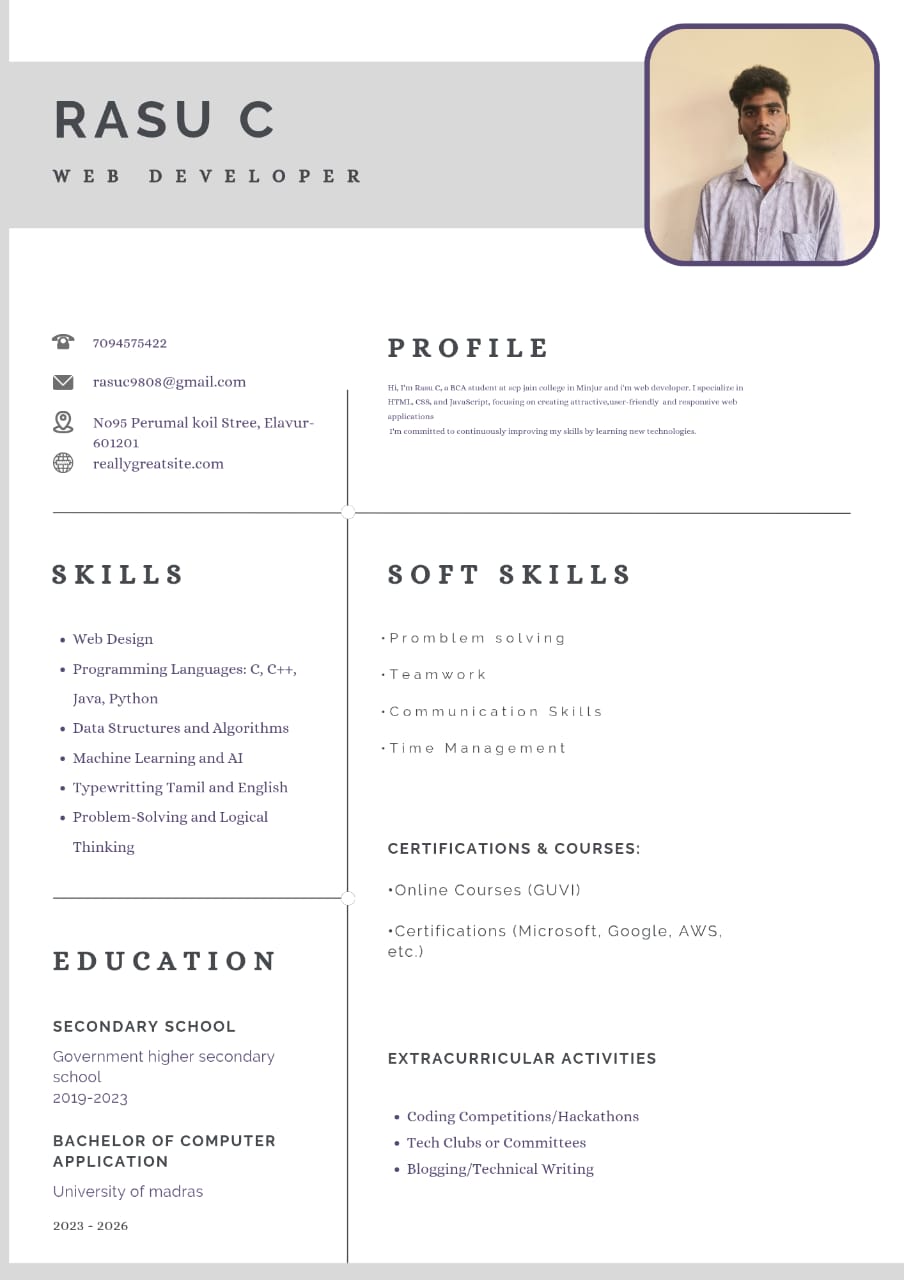 RASU C
WEB DEVELOPER
7094575422
rasuc9808@gmail.com
No95 Perumal koil Stree, Elavur-
601201
reallygreatsite.com
PROFILE
Hi, I'm Rasu C, a BCA student at scp jain college in Minjur and i'm web developer. I specialize in
HTML, CSS, and JavaScript, focusing on creating attractive,user-friendly and responsive web
applications
I'm committed to continuously improving my skills by learning new technologies.
SKILLS
• Web Design
• Programming Languages: C, C++,
Java, Python
• Data Structures and Algorithms
• Machine Learning and AI
• Typewritting Tamil and English
• Problem-Solving and Logical
Thinking
SOFT SKILLS
•Promblem solving
•Teamwork
•Communication Skills
•Time Management
CERTIFICATIONS & COURSES:
•Online Courses (GUVI)
•Certifications (Microsoft, Google, AWS,
etc.)
EDUCATION
SECONDARY SCHOOL
Government higher secondary
school
2019-2023
BACHELOR OF COMPUTER
APPLICATION
University of madras
2023 - 2026
EXTRACURRICULAR ACTIVITIES
• Coding Competitions/Hackathons
• Tech Clubs or Committees
• Blogging/Technical Writing